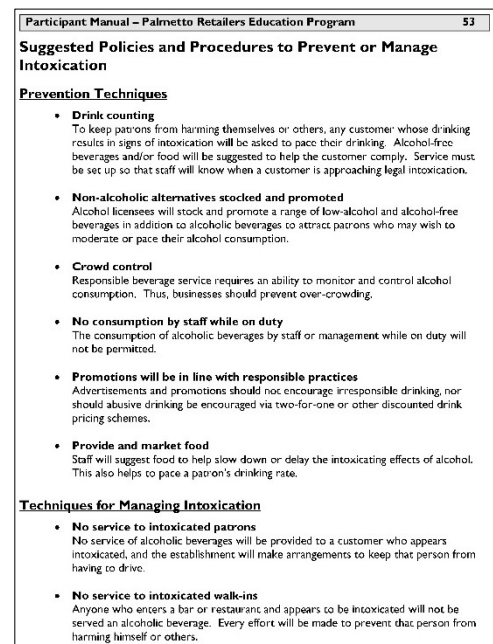 Participant Manual – Palmetto Retailers Education Program 53
Suggested Policies and Procedures to Prevent or Manage
Intoxication
Prevention Techniques
• Drink counting
To keep patrons from harming themselves or others, any customer whose drinking
results in signs of intoxication will be asked to pace their drinking. Alcohol-free
beverages and/or food will be suggested to help the customer comply. Service must
be set up so that staff will know when a customer is approaching legal intoxication.
• Non-alcoholic alternatives stocked and promoted
Alcohol licensees will stock and promote a range of low-alcohol and alcohol-free
beverages in addition to alcoholic beverages to attract patrons who may wish to
moderate or pace their alcohol consumption.
• Crowd control
Responsible beverage service requires an ability to monitor and control alcohol
consumption. Thus, businesses should prevent over-crowding.
• No consumption by staff while on duty
The consumption of alcoholic beverages by staff or management while on duty will
not be permitted.
• Promotions will be in line with responsible practices
Advertisements and promotions should not encourage irresponsible drinking, nor
should abusive drinking be encouraged via two-for-one or other discounted drink
pricing schemes.
• Provide and market food
Staff will suggest food to help slow down or delay the intoxicating effects of alcohol.
This also helps to pace a patron's drinking rate.
Techniques for Managing Intoxication
• No service to intoxicated patrons
No service of alcoholic beverages will be provided to a customer who appears
intoxicated, and the establishment will make arrangements to keep that person from
having to drive.
• No service to intoxicated walk-ins
Anyone who enters a bar or restaurant and appears to be intoxicated will not be
served an alcoholic beverage. Every effort will be made to prevent that person from
harming himself or others.